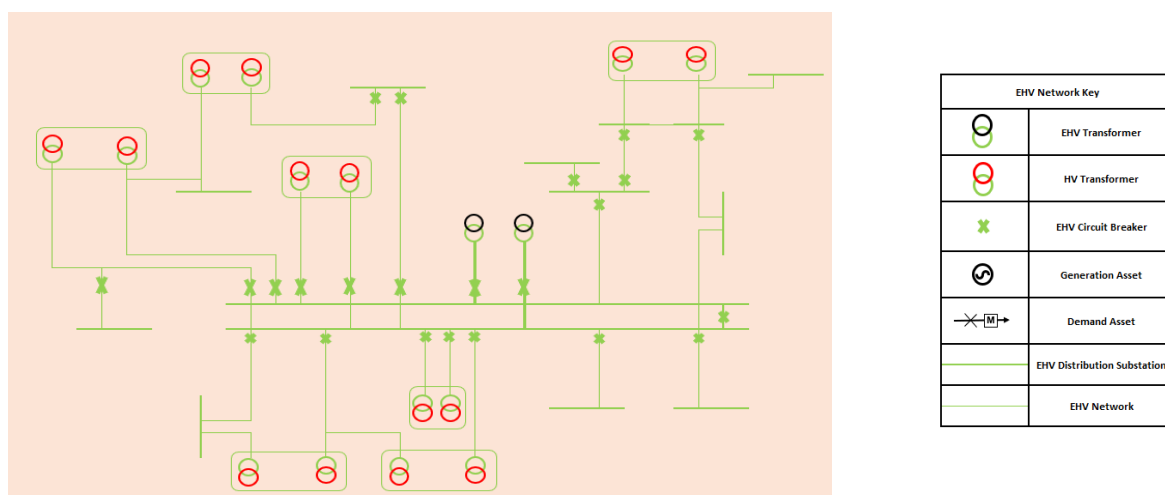 EHV Network Key
EHV Transformer
HV Transformer
EHV Circuit Breaker
Generation Asset
M
Demand Asset
EHV Distribution Substation
EHV Network